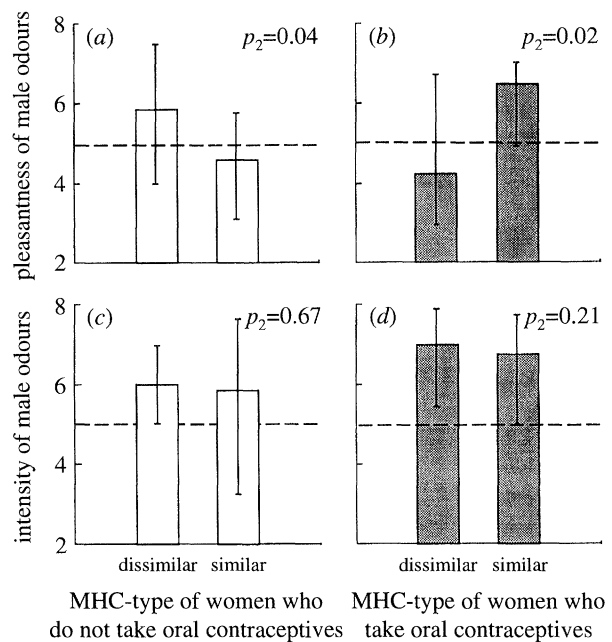 (a) p₂=0.04
(b) p₂=0.02
pleasantness of male odours
8
6
4
2
(c) p₂=0.67
(d) p₂=0.21
intensity of male odours
8
6
4
2
dissimilar similar
dissimilar similar
MHC-type of women who
do not take oral contraceptives
MHC-type of women who
take oral contraceptives